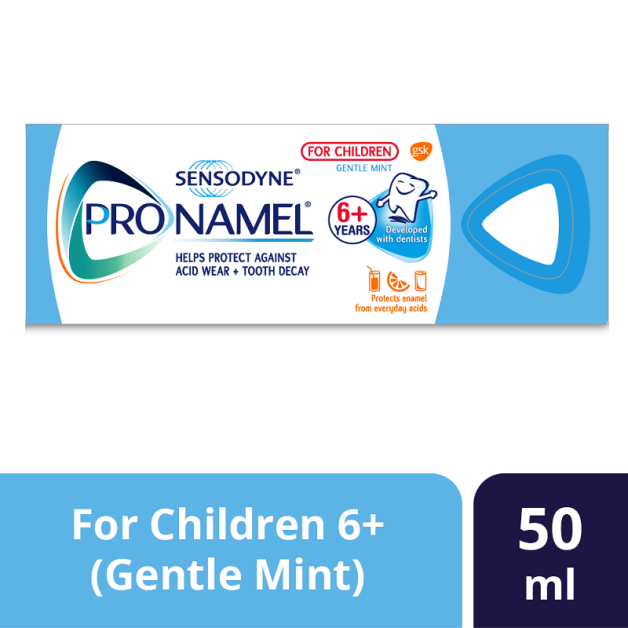 FOR CHILDREN
gsk
GENTLE MINT
SENSODYNE®
PRONAMEL®
6+
YEARS
Developed
with dentists
HELPS PROTECT AGAINST
ACID WEAR + TOOTH DECAY
Protects enamel
from everyday acids
For Children 6+
(Gentle Mint)
50
ml